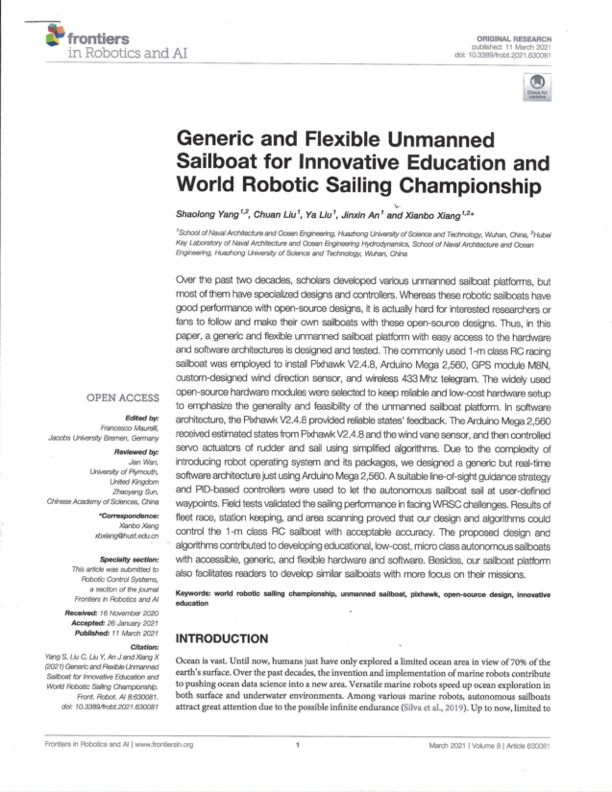 frontiers
in Robotics and AI
ORIGINAL RESEARCH
published: 11 March 2021
doi: 10.3389/frobt.2021.630081
Check for
updates
Generic and Flexible Unmanned
Sailboat for Innovative Education and
World Robotic Sailing Championship
Shaolong Yang1,2, Chuan Liu1, Ya Liu1, Jinxin An1 and Xianbo Xiang1,2*
1School of Naval Architecture and Ocean Engineering, Huazhong University of Science and Technology, Wuhan, China, 2Hubei
Key Laboratory of Naval Architecture and Ocean Engineering Hydrodynamics, School of Naval Architecture and Ocean
Engineering, Huazhong University of Science and Technology, Wuhan, China
Over the past two decades, scholars developed various unmanned sailboat platforms, but
most of them have specialized designs and controllers. Whereas these robotic sailboats have
good performance with open-source designs, it is actually hard for interested researchers or
fans to follow and make their own sailboats with these open-source designs. Thus, in this
paper, a generic and flexible unmanned sailboat platform with easy access to the hardware
and software architectures is designed and tested. The commonly used 1-m class RC racing
sailboat was employed to install Pixhawk V2.4.8, Arduino Mega 2,560, GPS module M8N,
custom-designed wind direction sensor, and wireless 433 Mhz telegram. The widely used
open-source hardware modules were selected to keep reliable and low-cost hardware setup
to emphasize the generality and feasibility of the unmanned sailboat platform. In software
architecture, the Pixhawk V2.4.8 provided reliable states' feedback. The Arduino Mega 2,560
received estimated states from Pixhawk V2.4.8 and the wind vane sensor, and then controlled
servo actuators of rudder and sail using simplified algorithms. Due to the complexity of
introducing robot operating system and its packages, we designed a generic but real-time
software architecture just using Arduino Mega 2,560. A suitable line-of-sight guidance strategy
and PID-based controllers were used to let the autonomous sailboat sail at user-defined
waypoints. Field tests validated the sailing performance in facing WRSC challenges. Results of
fleet race, station keeping, and area scanning proved that our design and algorithms could
control the 1-m class RC sailboat with acceptable accuracy. The proposed design and
algorithms contributed to developing educational, low-cost, micro class autonomous sailboats
with accessible, generic, and flexible hardware and software. Besides, our sailboat platform
also facilitates readers to develop similar sailboats with more focus on their missions.
Keywords: world robotic sailing championship, unmanned sailboat, pixhawk, open-source design, innovative
education
OPEN ACCESS
Edited by:
Francesco Maurelli,
Jacobs University Bremen, Germany
Reviewed by:
Jian Wan,
University of Plymouth,
United Kingdom
Zhaoyang Sun,
Chinese Academy of Sciences, China
*Correspondence:
Xianbo Xiang
xbxiang@hust.edu.cn
Specialty section:
This article was submitted to
Robotic Control Systems,
a section of the journal
Frontiers in Robotics and AI
Received: 16 November 2020
Accepted: 26 January 2021
Published: 11 March 2021
Citation:
Yang S, Liu C, Liu Y, An J and Xiang X
(2021) Generic and Flexible Unmanned
Sailboat for Innovative Education and
World Robotic Sailing Championship.
Front. Robot. AI 8:630081.
doi: 10.3389/frobt.2021.630081
INTRODUCTION
Ocean is vast. Until now, humans just have only explored a limited ocean area in view of 70% of the
earth's surface. Over the past decades, the invention and implementation of marine robots contribute
to pushing ocean data science into a new area. Versatile marine robots speed up ocean exploration in
both surface and underwater environments. Among various marine robots, autonomous sailboats
attract great attention due to the possible infinite endurance (Silva et al., 2019). Up to now, limited to
Frontiers in Robotics and AI | www.frontiersin.org
1
March 2021 | Volume 8 | Article 630081